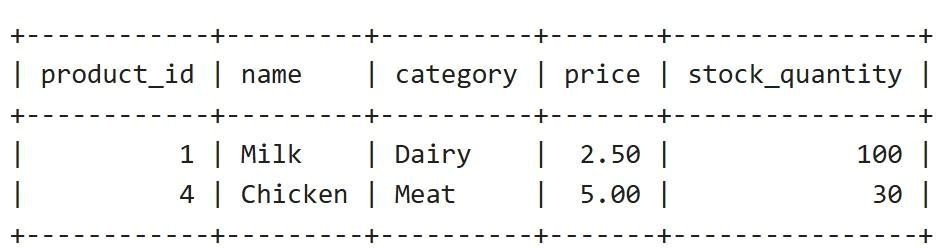 +------------+---------+----------+-------+----------------+
| product_id | name    | category | price | stock_quantity |
+------------+---------+----------+-------+----------------+
|          1 | Milk    | Dairy    |  2.50 |            100 |
|          4 | Chicken | Meat     |  5.00 |             30 |
+------------+---------+----------+-------+----------------+